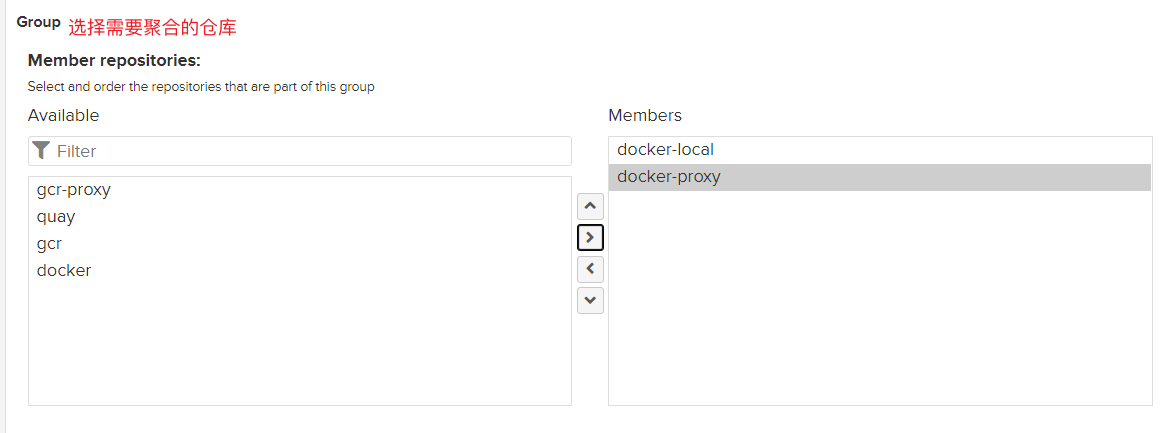 Group 选择需要聚合的仓库
Member repositories:
Select and order the repositories that are part of this group
Available
Filter
gcr-proxy
quay
gcr
docker
Members
docker-local
docker-proxy